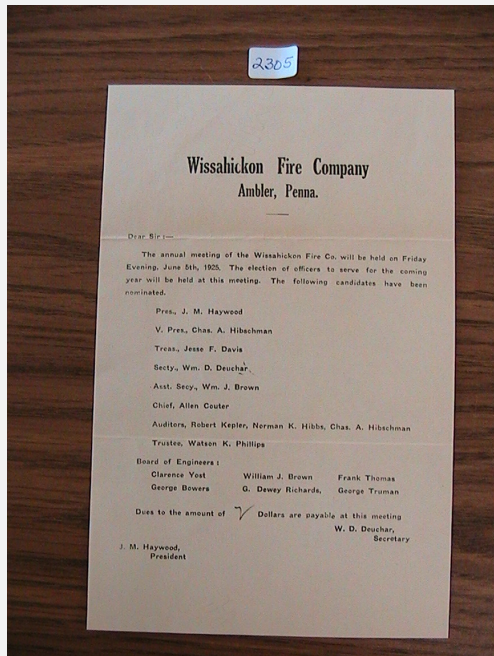 2305
Wissahickon Fire Company
Ambler, Penna.
Dear Sir:—
The annual meeting of the Wissahickon Fire Co. will be held on Friday
Evening, June 5th, 1925. The election of officers to serve for the coming
year will be held at this meeting. The following candidates have been
nominated.
Pres., J. M. Haywood
V. Pres., Chas. A. Hibschman
Treas., Jesse F. Davis
Secty., Wm. D. Deuchar
Asst. Secy., Wm. J. Brown
Chief, Allen Couter
Auditors, Robert Kepler, Norman K. Hibbs, Chas. A. Hibschman
Trustee, Watson K. Phillips
Board of Engineers:
Clarence Yost William J. Brown Frank Thomas
George Bowers G. Dewey Richards, George Truman
Dues to the amount of Dollars are payable at this meeting
W. D. Deuchar,
Secretary
J. M. Haywood,
President